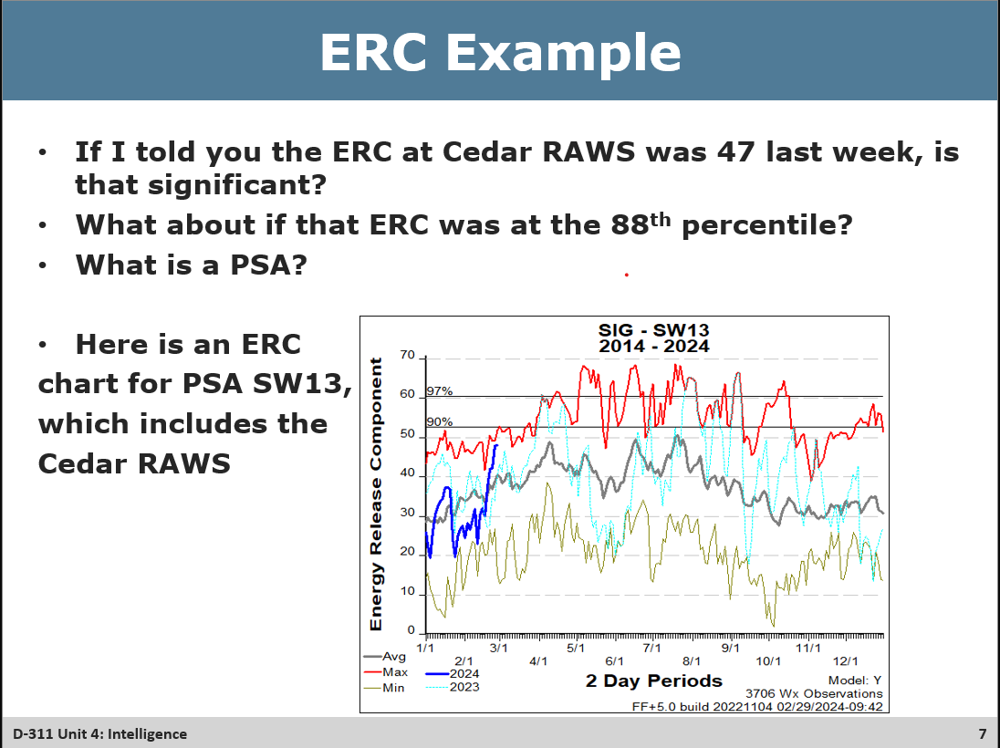 ERC Example
• If I told you the ERC at Cedar RAWS was 47 last week, is
that significant?
• What about if that ERC was at the 88th percentile?
• What is a PSA?
• Here is an ERC
chart for PSA SW13,
which includes the
Cedar RAWS
SIG - SW13
2014 - 2024
Energy Release Component
70
60
50
40
30
20
10
0
97%
90%
1/1
2/1
3/1
4/1
5/1
6/1
7/1
8/1
9/1
10/1
11/1
12/1
2 Day Periods
Avg
Max
Min
2024
2023
Model: Y
3706 Wx Observations
FF+5.0 build 20221104 02/29/2024-09:42
D-311 Unit 4: Intelligence
7